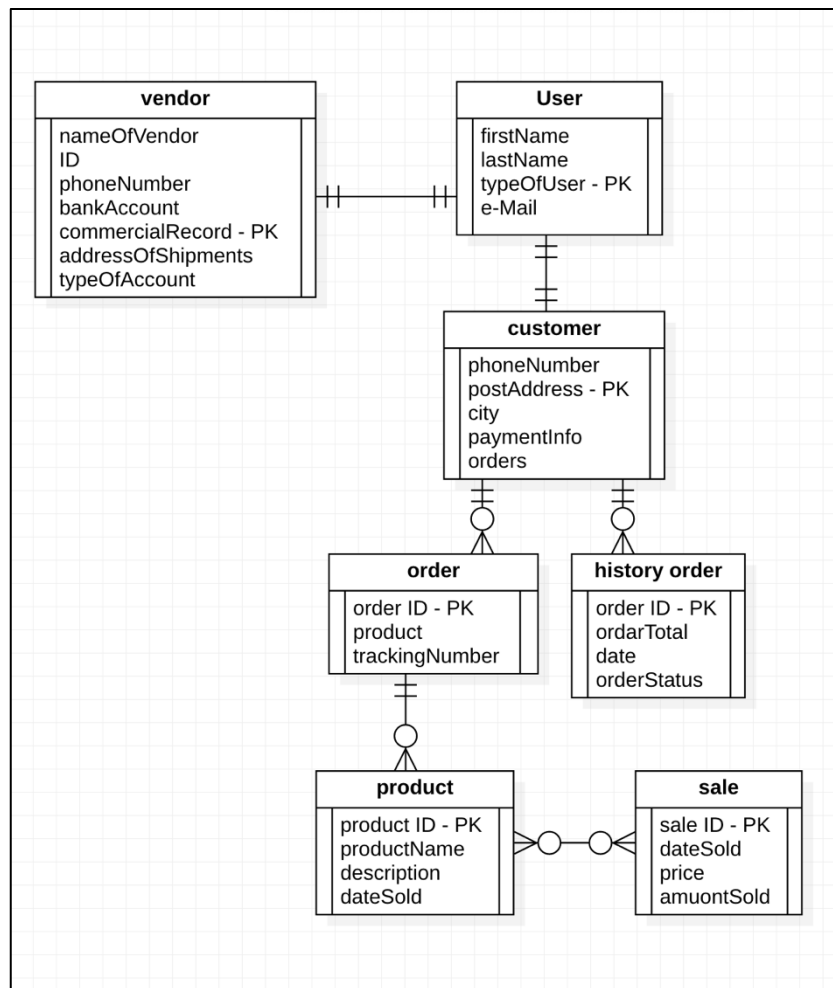 vendor
nameOfVendor
ID
phoneNumber
bankAccount
commercialRecord - PK
addressOfShipments
typeOfAccount
User
firstName
lastName
typeOfUser - PK
e-Mail
customer
phoneNumber
postAddress - PK
city
paymentInfo
orders
order
order ID - PK
product
trackingNumber
history order
order ID - PK
ordarTotal
date
orderStatus
product
product ID - PK
productName
description
dateSold
sale
sale ID - PK
dateSold
price
amuontSold